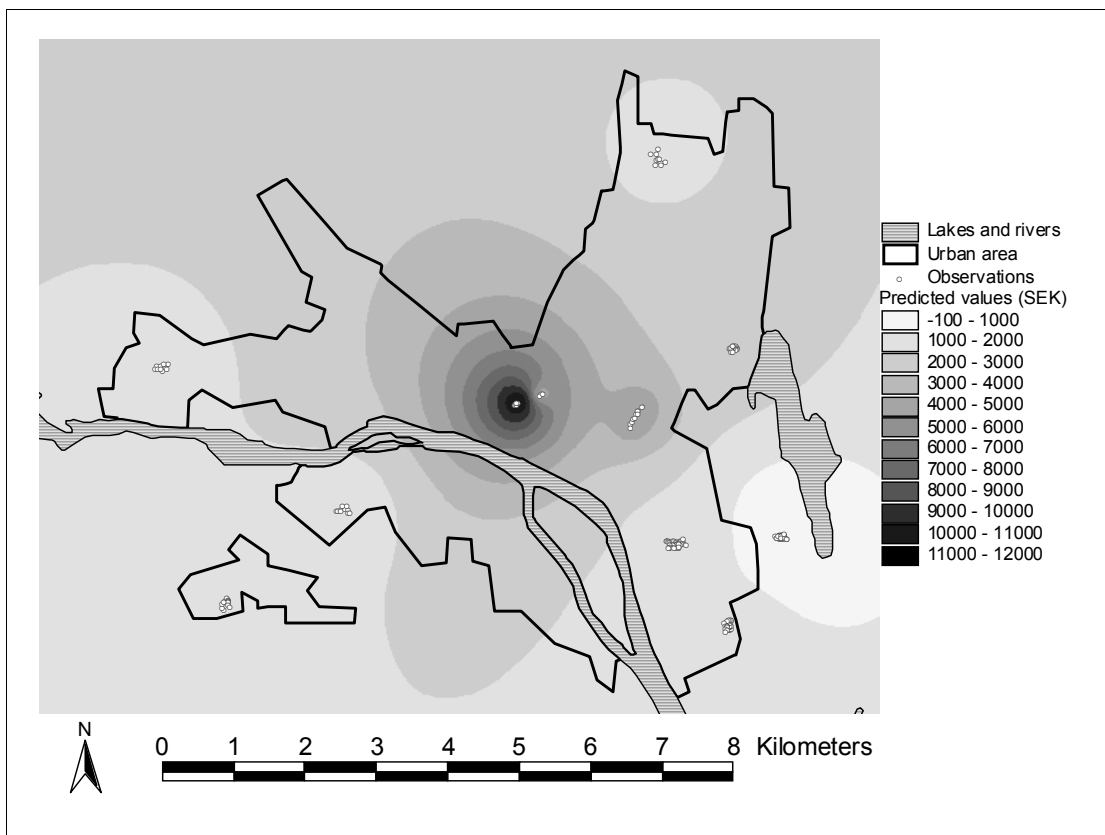 Lakes and rivers
Urban area
Observations
Predicted values (SEK)
-100 - 1000
1000 - 2000
2000 - 3000
3000 - 4000
4000 - 5000
5000 - 6000
6000 - 7000
7000 - 8000
8000 - 9000
9000 - 10000
10000 - 11000
11000 - 12000
N
0 1 2 3 4 5 6 7 8 Kilometers